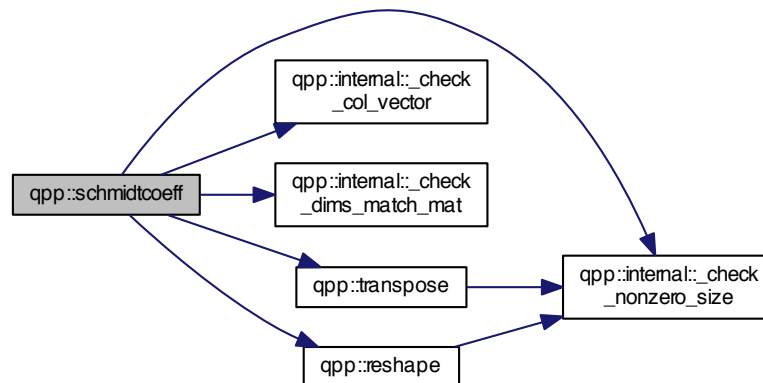 qpp::internal::_check
_col_vector
qpp::schmidtcoeff
qpp::internal::_check
_dims_match_mat
qpp::transpose
qpp::internal::_check
_nonzero_size
qpp::reshape